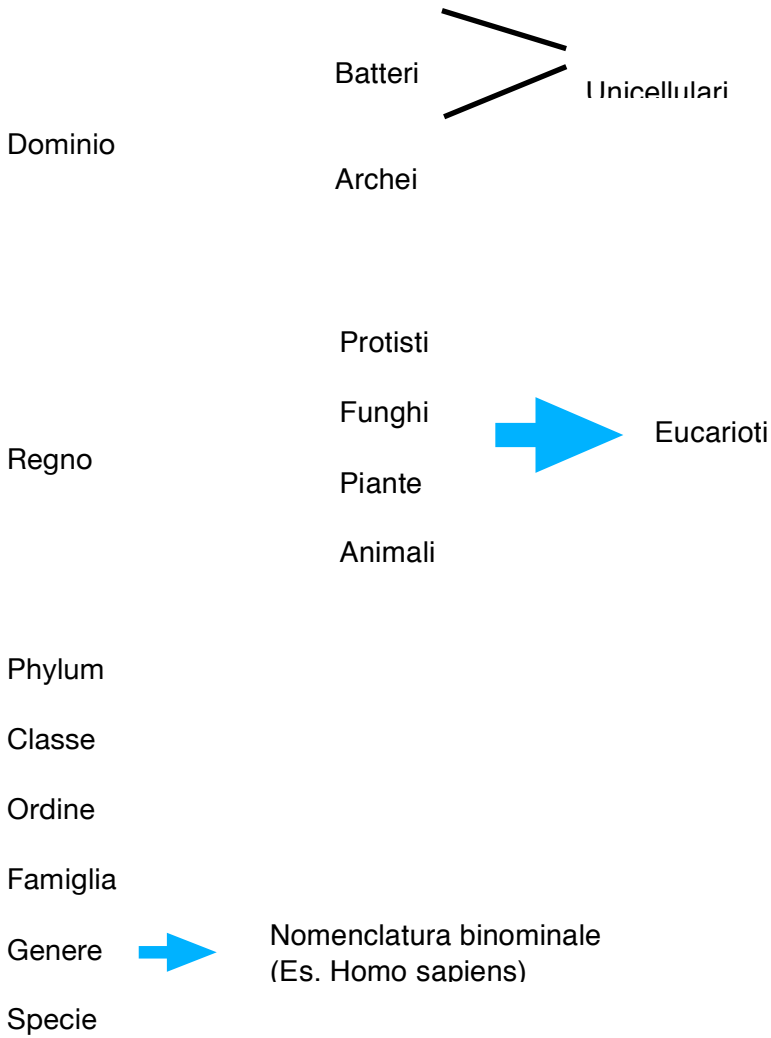 Batteri
Unicellulari
Dominio
Archei
Protisti
Funghi
Eucarioti
Regno
Piante
Animali
Phylum
Classe
Ordine
Famiglia
Genere
Nomenclatura binominale
(Es. Homo sapiens)
Specie